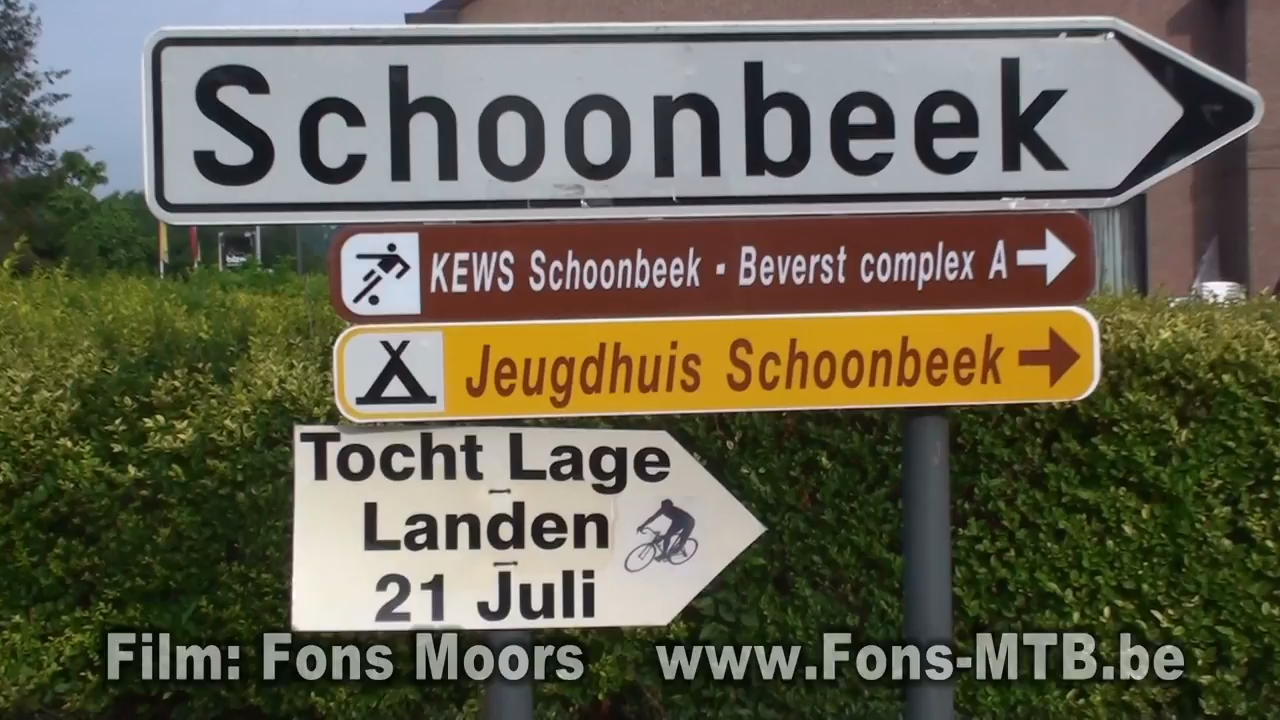 Schoonbeek
KEWS Schoonbeek - Beverst complex A
Jeugdhuis Schoonbeek
Tocht Lage
Landen
21 Juli
Film: Fons Moors www.Fons-MTB.be